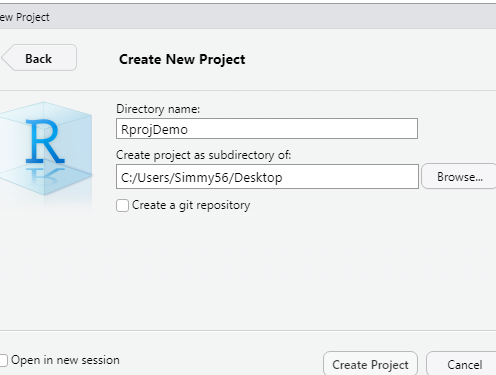 ew Project
Back
Create New Project
R
Directory name:
RprojDemo
Create project as subdirectory of:
C:/Users/Simmy56/Desktop
Browse...
Create a git repository
Open in new session
Create Project
Cancel